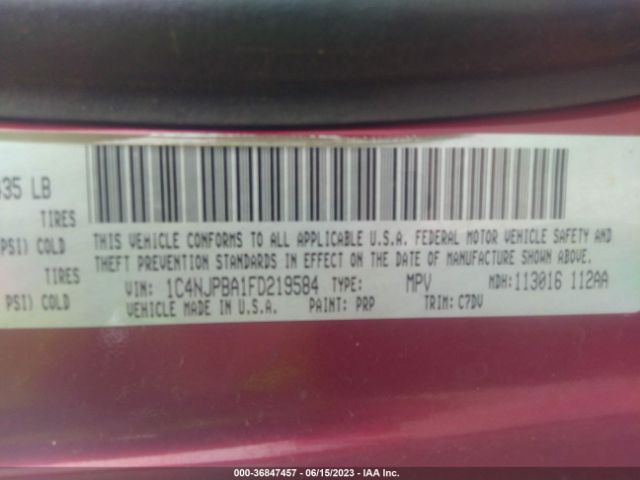 335 LB
TIRES
PSI) COLD
TIRES
PSI) COLD
THIS VEHICLE CONFORMS TO ALL APPLICABLE U.S.A. FEDERAL MOTOR VEHICLE SAFETY AND
THEFT PREVENTION STANDARDS IN EFFECT ON THE DATE OF MANUFACTURE SHOWN ABOVE.
VIN: 1C4NJPBA1FD219584 TYPE: MPV MDH: 113016 112AA
VEHICLE MADE IN U.S.A. PAINT: PRP TRIM: C7DV
000-36847457 - 06/15/2023 - IAA Inc.